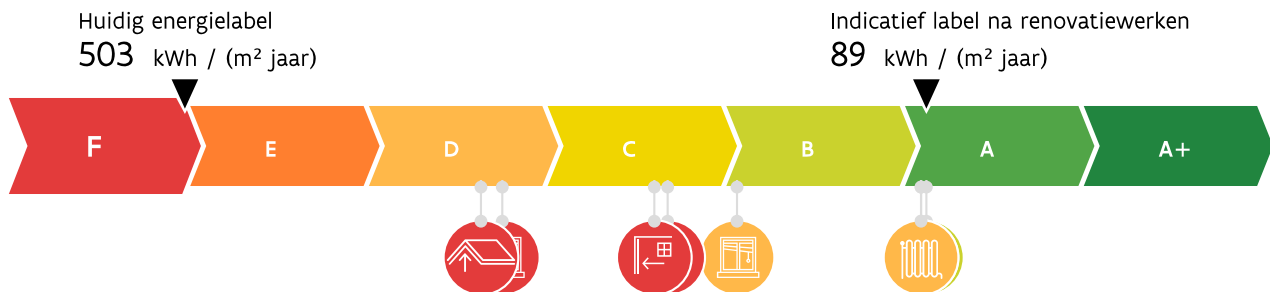 Huidig energielabel
503 kWh / (m² jaar)
Indicatief label na renovatiewerken
89 kWh / (m² jaar)
F E D C B A A+